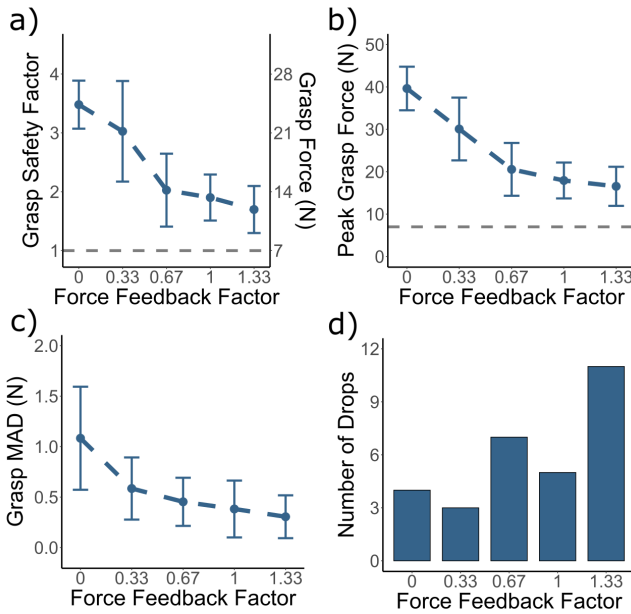 a)
Grasp Safety Factor
4
3
2
1
28
21
14
7
Grasp Force (N)
0 0.33 0.67 1 1.33
Force Feedback Factor
b)
Peak Grasp Force (N)
50
40
30
20
10
0
0 0.33 0.67 1 1.33
Force Feedback Factor
c)
Grasp MAD (N)
2.0
1.5
1.0
0.5
0.0
0 0.33 0.67 1 1.33
Force Feedback Factor
d)
Number of Drops
12
9
6
3
0
0 0.33 0.67 1 1.33
Force Feedback Factor